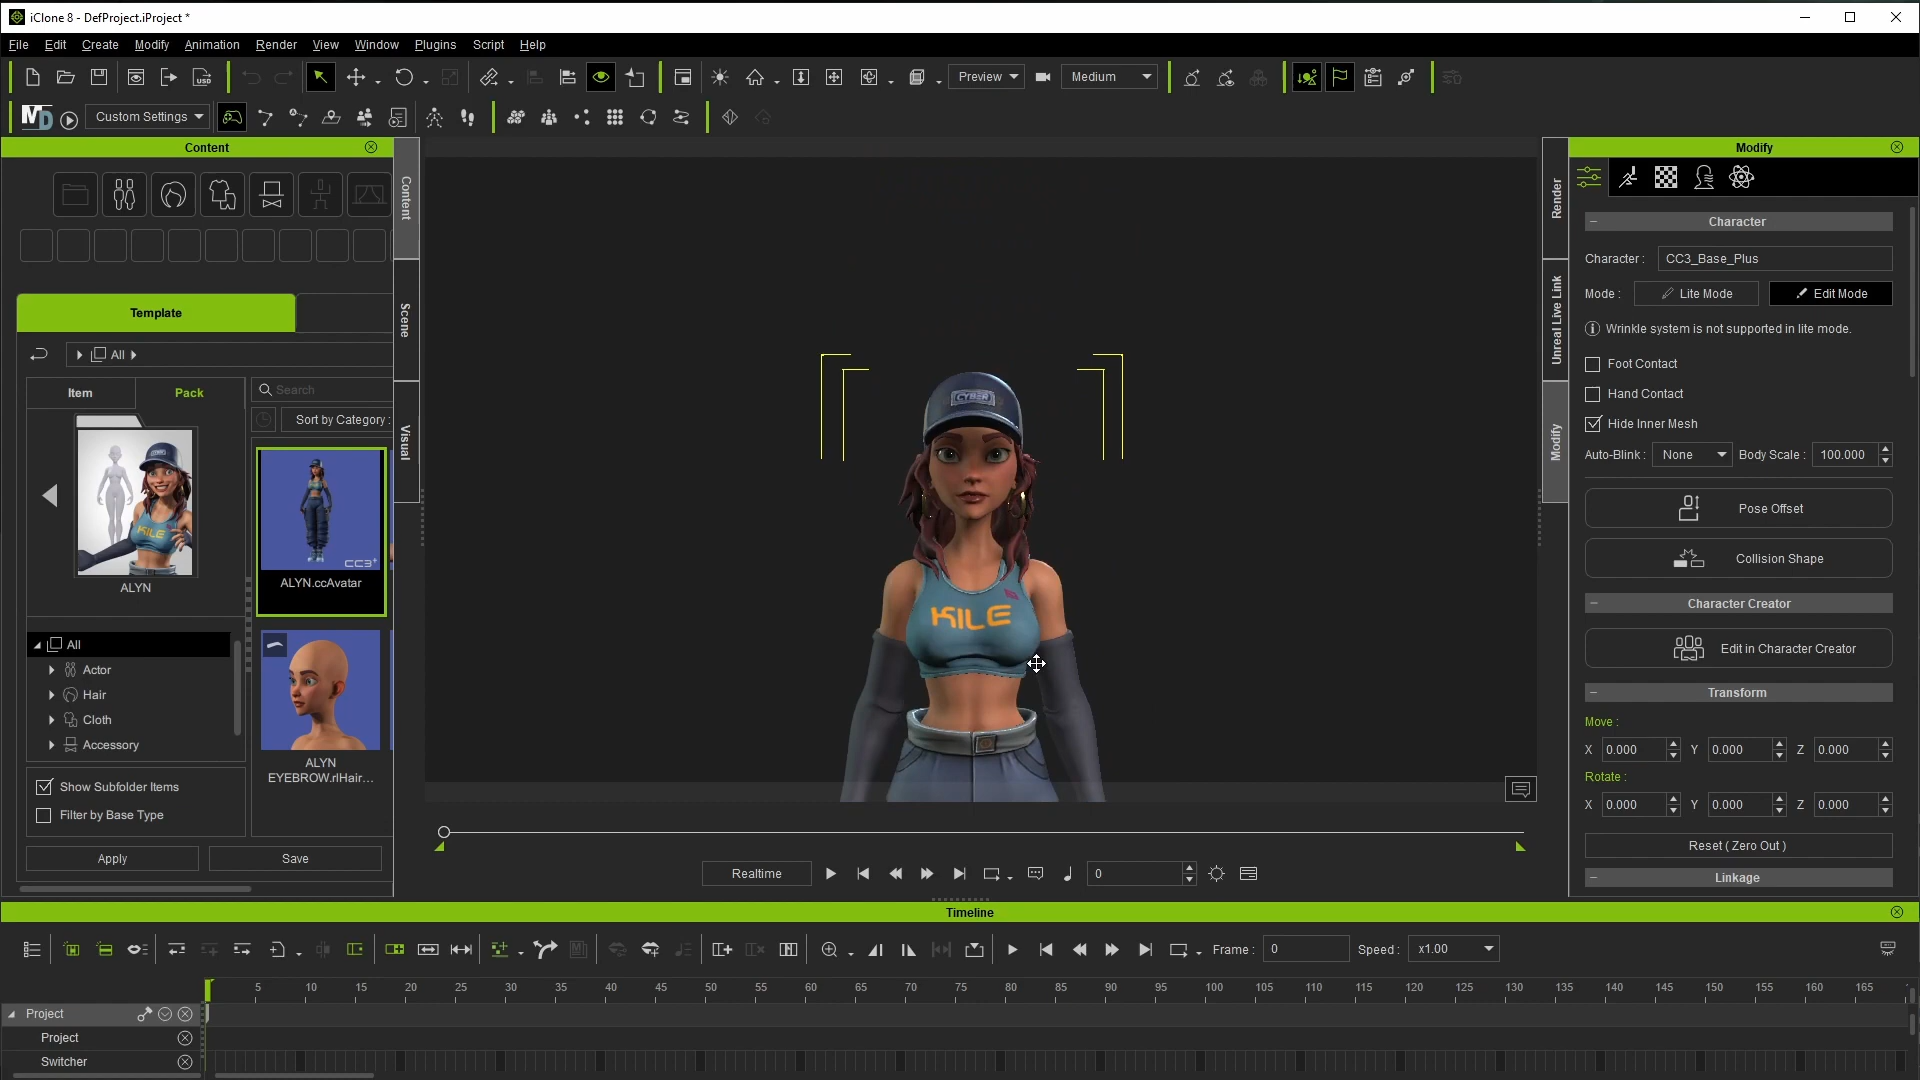 iClone 8 - DefProject.iProject *
File Edit Create Modify Animation Render View Window Plugins Script Help
USD
Preview
Medium
MD
Custom Settings
Content
Content
Scene
Visual
Template
All
Item
Pack
Search
Sort by Category :
CYBER
KILE
ALYN
CC3+
ALYN.ccAvatar
All
Actor
Hair
Cloth
Accessory
ALYN
EYEBROW.rlHair...
Show Subfolder Items
Filter by Base Type
Apply
Save
CYBER
KILE
Realtime
0
Render
Unreal Live Link
Modify
Modify
Character
Character :
CC3_Base_Plus
Mode :
Lite Mode
Edit Mode
Wrinkle system is not supported in lite mode.
Foot Contact
Hand Contact
Hide Inner Mesh
Auto-Blink :
None
Body Scale :
100.000
Pose Offset
Collision Shape
Character Creator
Edit in Character Creator
Transform
Move :
X 0.000 Y 0.000 Z 0.000
Rotate :
X 0.000 Y 0.000 Z 0.000
Reset ( Zero Out )
Linkage
Timeline
Frame : 0 Speed : x1.00
5 10 15 20 25 30 35 40 45 50 55 60 65 70 75 80 85 90 95 100 105 110 115 120 125 130 135 140 145 150 155 160 165
Project
Project
Switcher